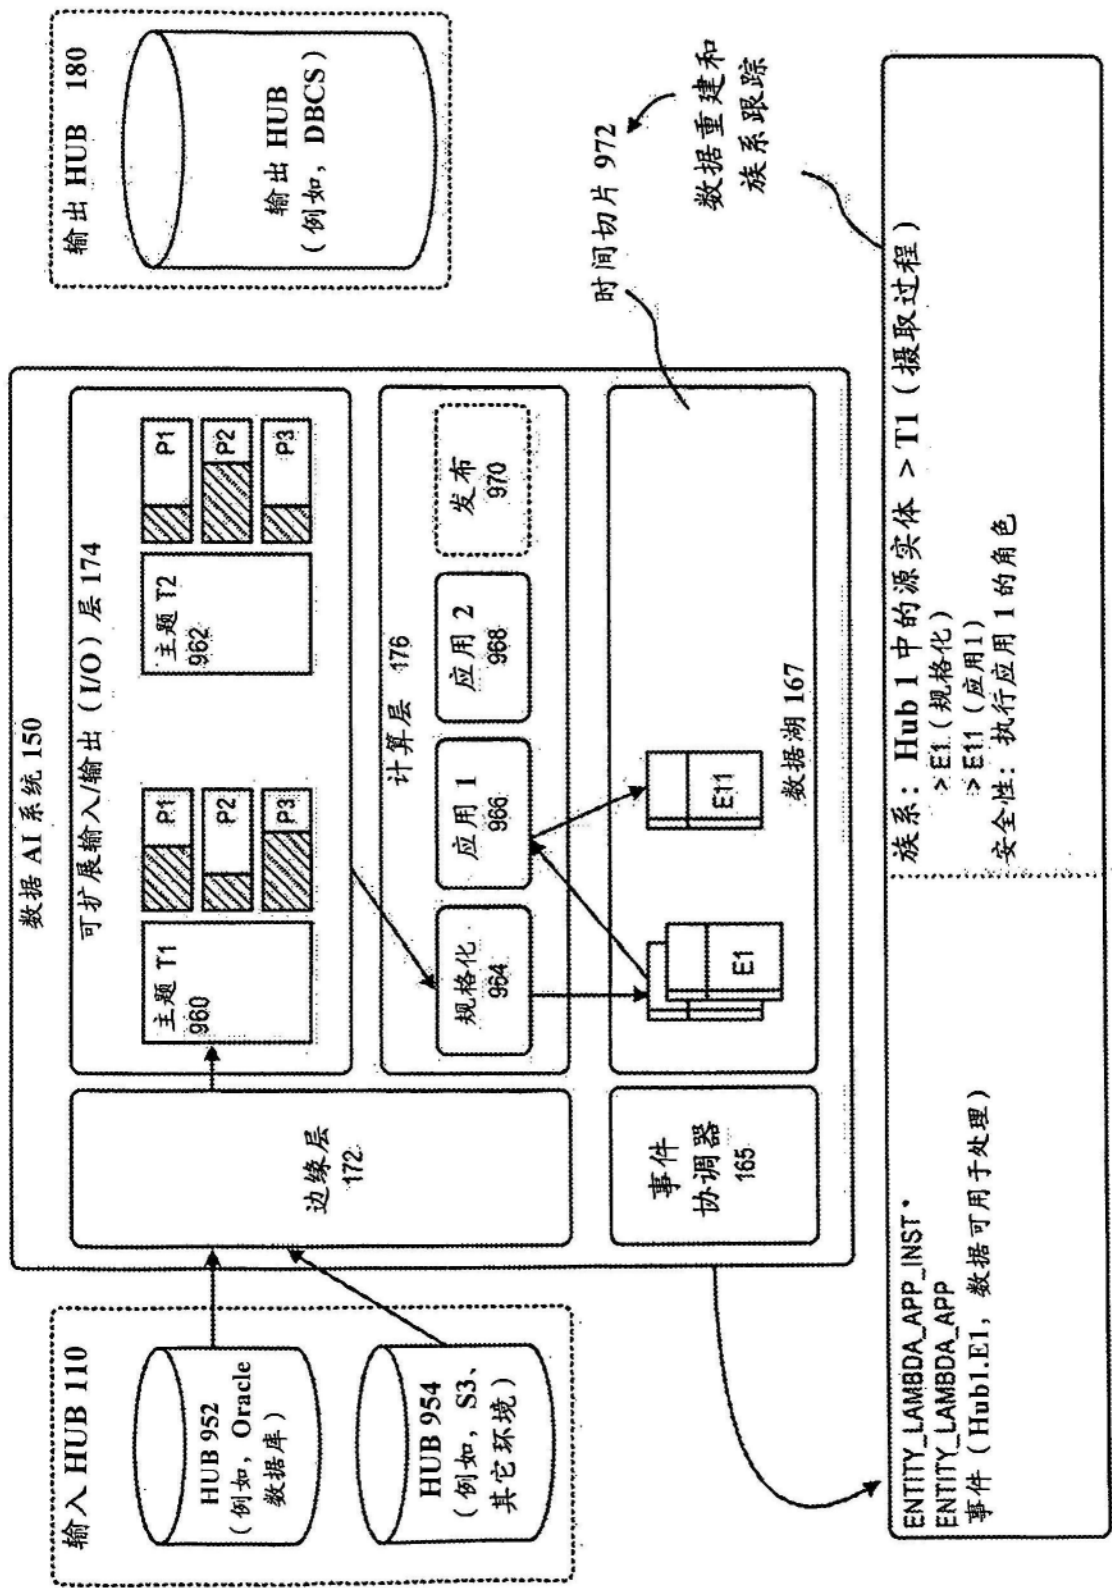 输入 HUB 110
HUB 952
（例如，Oracle
数据库）
HUB 954
（例如，S3、
其它环境）
数据 AI 系统 150
边缘层
172
可扩展输入/输出（I/O）层 174
主题 T1
960
P1
P2
P3
主题 T2
962
P1
P2
P3
计算层 176
规格化
964
应用 1
966
应用 2
968
发布
970
事件
协调器
165
E1
E11
数据湖 167
输出 HUB 180
输出 HUB
（例如，DBCS）
时间切片 972
数据重建和
族系跟踪
ENTITY_LAMBDA_APP_INST*
ENTITY_LAMBDA_APP
事件（Hub1.E1，数据可用于处理）
族系：Hub1 中的源实体 >T1（摄取过程）
>E1（规格化）
>E11（应用1）
安全性：执行应用 1 的角色